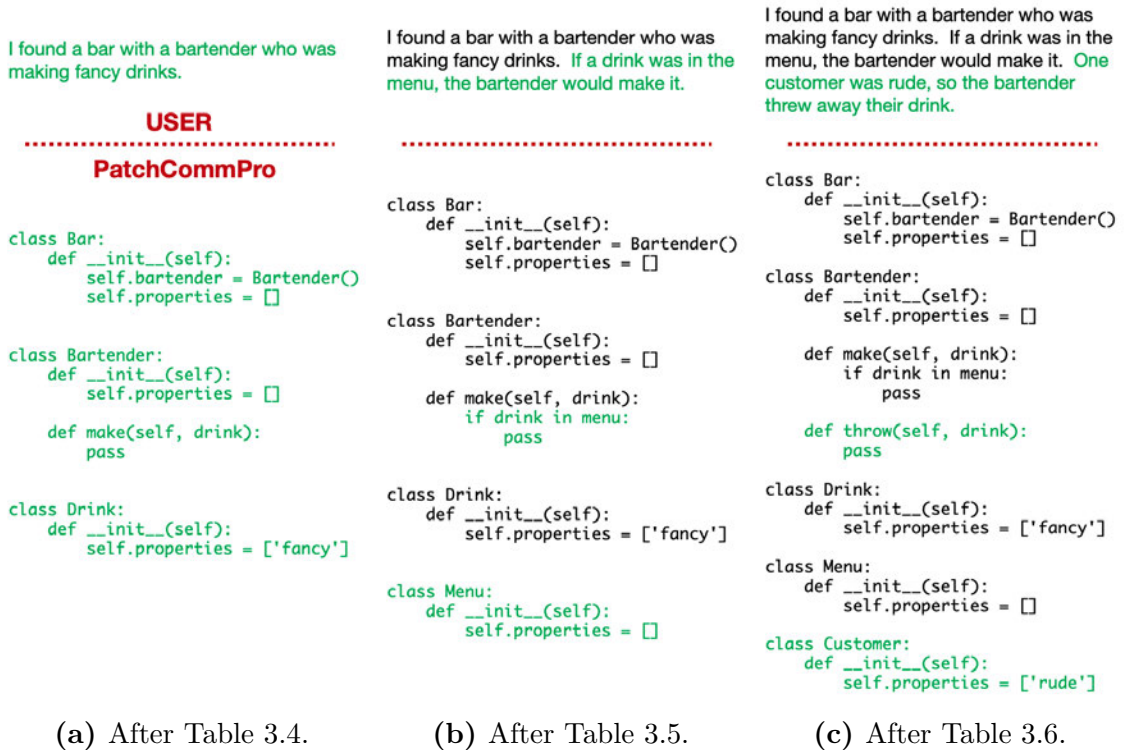 I found a bar with a bartender who was
making fancy drinks.
USER
PatchCommPro
class Bar:
    def __init__(self):
        self.bartender = Bartender()
        self.properties = []
class Bartender:
    def __init__(self):
        self.properties = []
    def make(self, drink):
        pass
class Drink:
    def __init__(self):
        self.properties = ['fancy']
(a) After Table 3.4.
I found a bar with a bartender who was
making fancy drinks. If a drink was in the
menu, the bartender would make it.
class Bar:
    def __init__(self):
        self.bartender = Bartender()
        self.properties = []
class Bartender:
    def __init__(self):
        self.properties = []
    def make(self, drink):
        if drink in menu:
            pass
class Drink:
    def __init__(self):
        self.properties = ['fancy']
class Menu:
    def __init__(self):
        self.properties = []
(b) After Table 3.5.
I found a bar with a bartender who was
making fancy drinks. If a drink was in the
menu, the bartender would make it. One
customer was rude, so the bartender
threw away their drink.
class Bar:
    def __init__(self):
        self.bartender = Bartender()
        self.properties = []
class Bartender:
    def __init__(self):
        self.properties = []
    def make(self, drink):
        if drink in menu:
            pass
    def throw(self, drink):
        pass
class Drink:
    def __init__(self):
        self.properties = ['fancy']
class Menu:
    def __init__(self):
        self.properties = []
class Customer:
    def __init__(self):
        self.properties = ['rude']
(c) After Table 3.6.